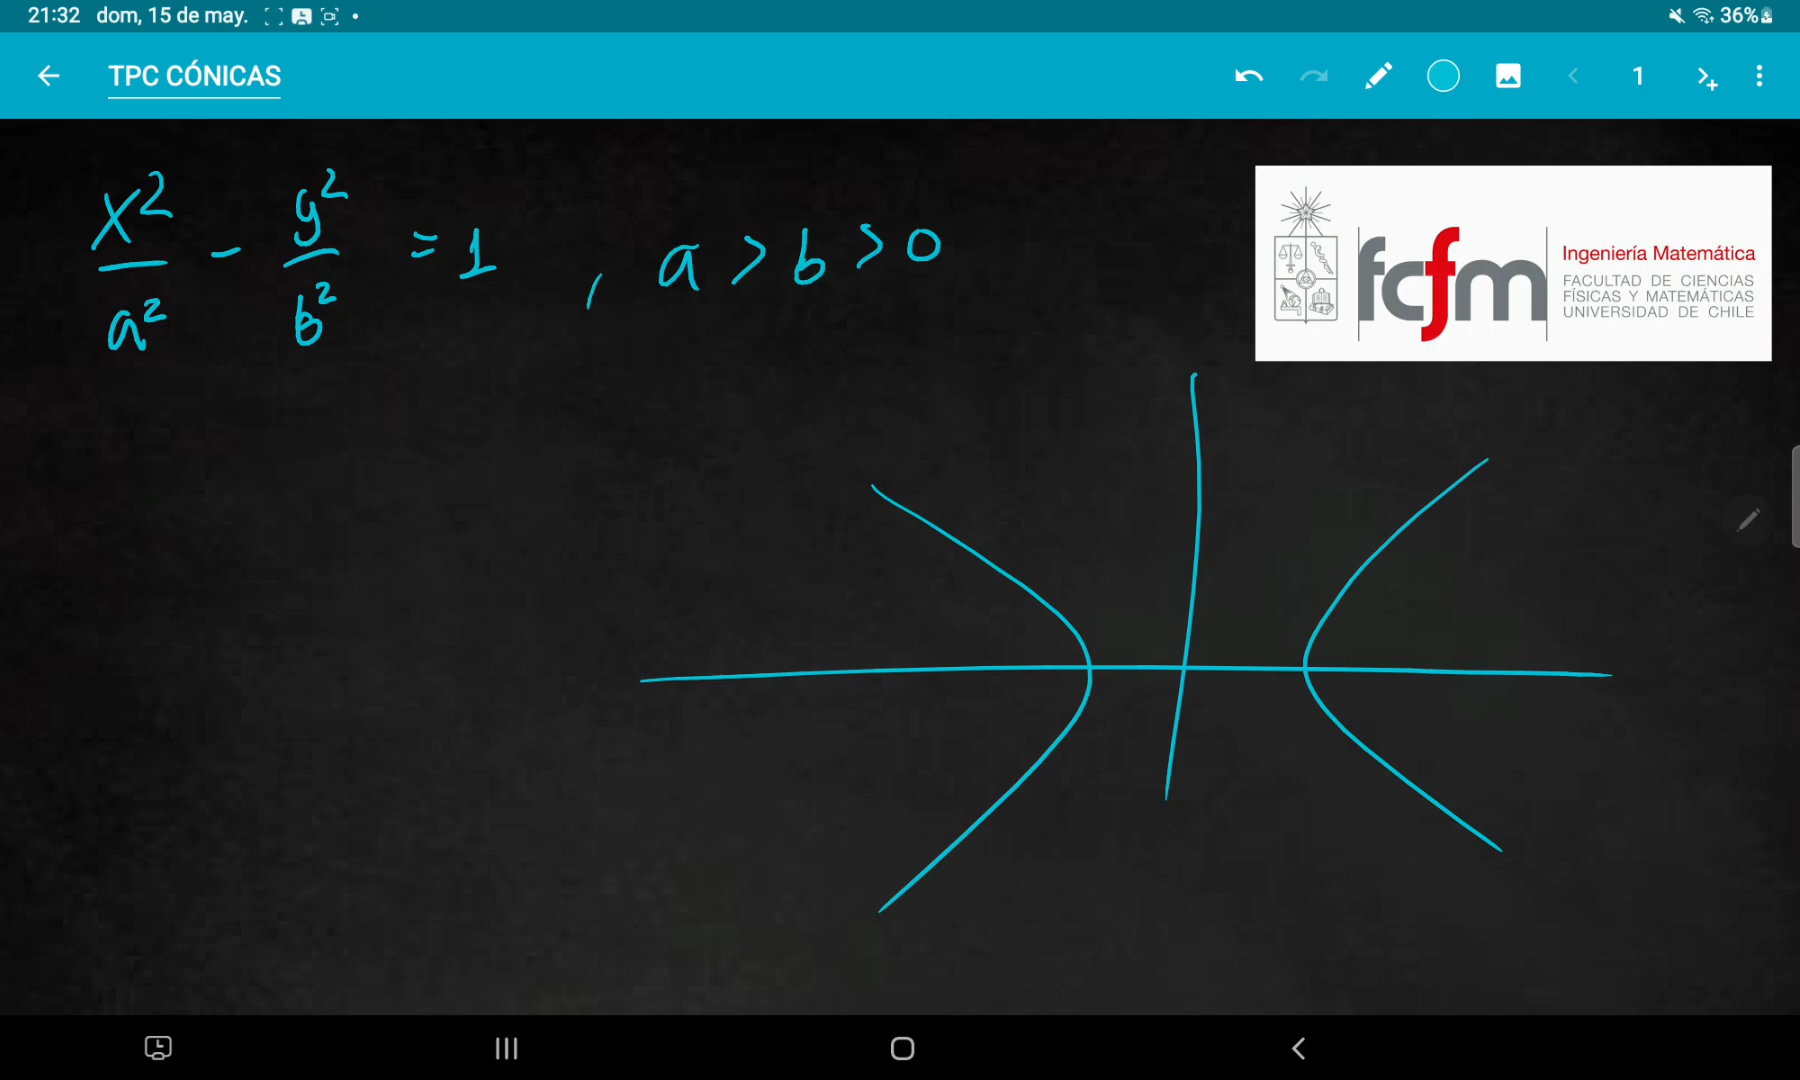 21:32 dom, 15 de may. 36%
TPC CÓNICAS 1
x²/a² - y²/b² = 1 , a > b > 0
fcfm
Ingeniería Matemática
FACULTAD DE CIENCIAS
FÍSICAS Y MATEMÁTICAS
UNIVERSIDAD DE CHILE